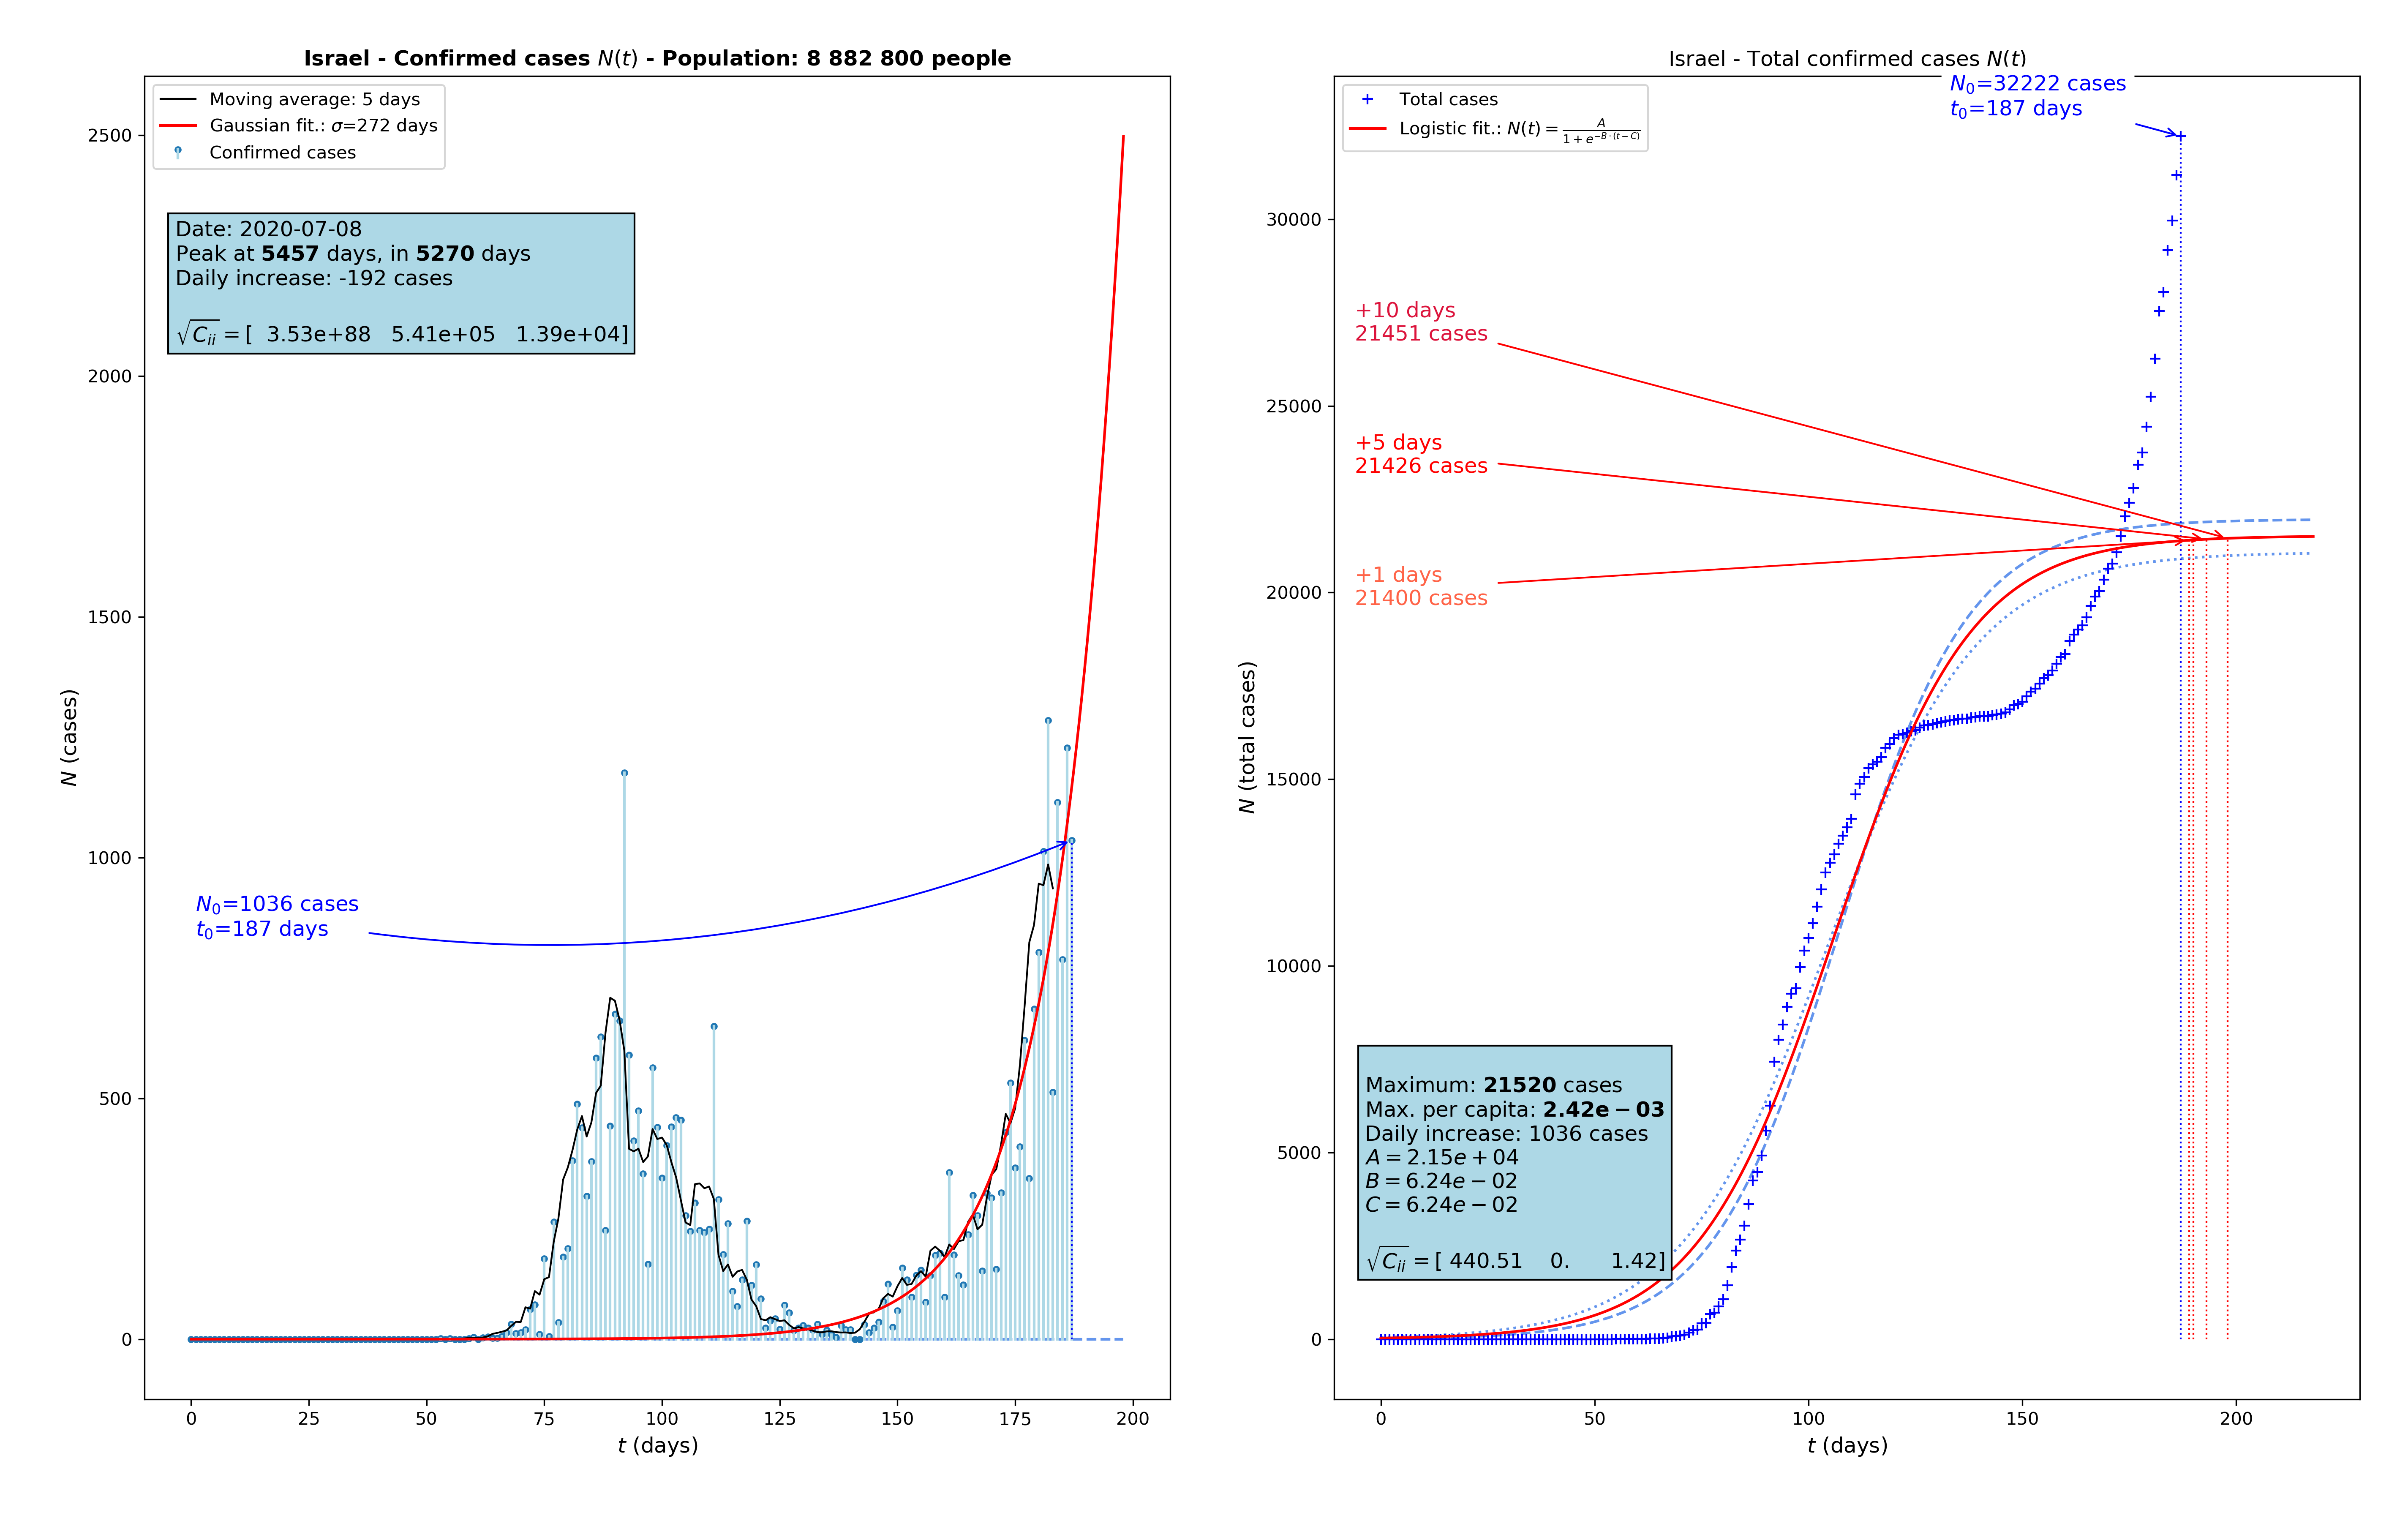 Israel - Confirmed cases N(t) - Population: 8 882 800 people
Moving average: 5 days
Gaussian fit.: σ=272 days
Confirmed cases
Date: 2020-07-08
Peak at 5457 days, in 5270 days
Daily increase: -192 cases
√C_ii = [ 3.53e+88 5.41e+05 1.39e+04]
N_0=1036 cases
t_0=187 days
N (cases)
2500
2000
1500
1000
500
0
0 25 50 75 100 125 150 175 200
t (days)
Israel - Total confirmed cases N(t)
N_0=32222 cases
t_0=187 days
Total cases
Logistic fit.: N(t) = A / (1 + e^{-B·(t-C)})
+10 days
21451 cases
+5 days
21426 cases
+1 days
21400 cases
Maximum: 21520 cases
Max. per capita: 2.42e − 03
Daily increase: 1036 cases
A = 2.15e + 04
B = 6.24e − 02
C = 6.24e − 02
√C_ii = [ 440.51 0. 1.42]
N (total cases)
30000
25000
20000
15000
10000
5000
0
0 50 100 150 200
t (days)